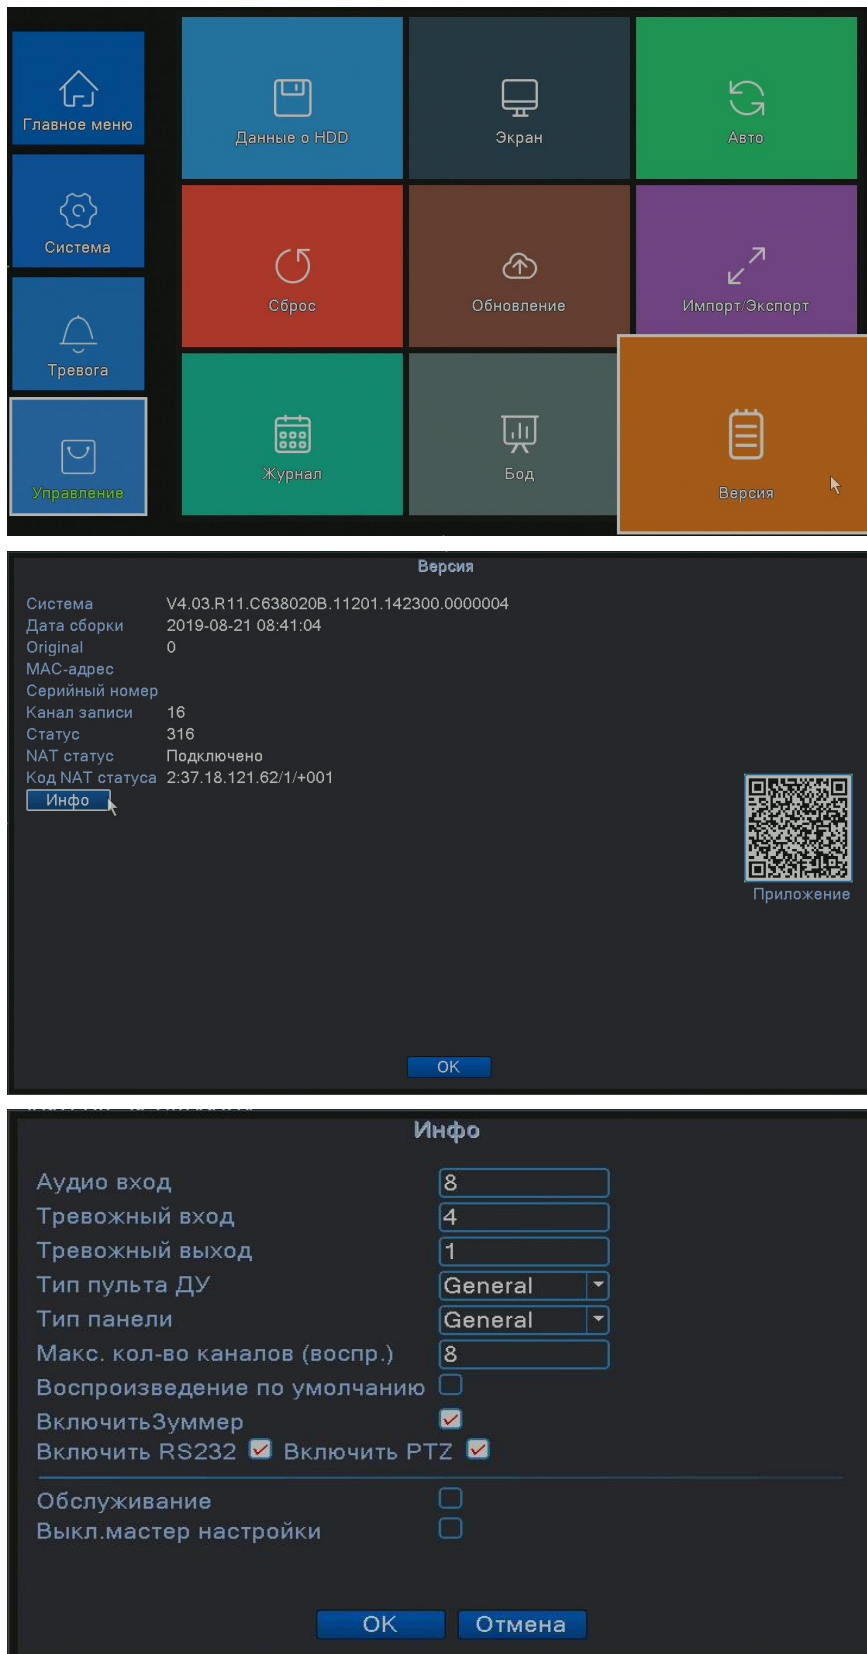 Главное меню
Данные о HDD
Экран
Авто
Система
Сброс
Обновление
Импорт/Экспорт
Тревога
Управление
Журнал
Бод
Версия
Версия
Система V4.03.R11.C638020B.11201.142300.0000004
Дата сборки 2019-08-21 08:41:04
Original 0
MAC-адрес
Серийный номер
Канал записи 16
Статус 316
NAT статус Подключено
Код NAT статуса 2:37.18.121.62/1/+001
Инфо
Приложение
OK
Инфо
Аудио вход 8
Тревожный вход 4
Тревожный выход 1
Тип пульта ДУ General
Тип панели General
Макс. кол-во каналов (воспр.) 8
Воспроизведение по умолчанию
ВключитьЗуммер
Включить RS232 Включить PTZ
Обслуживание
Выкл.мастер настройки
OK Отмена